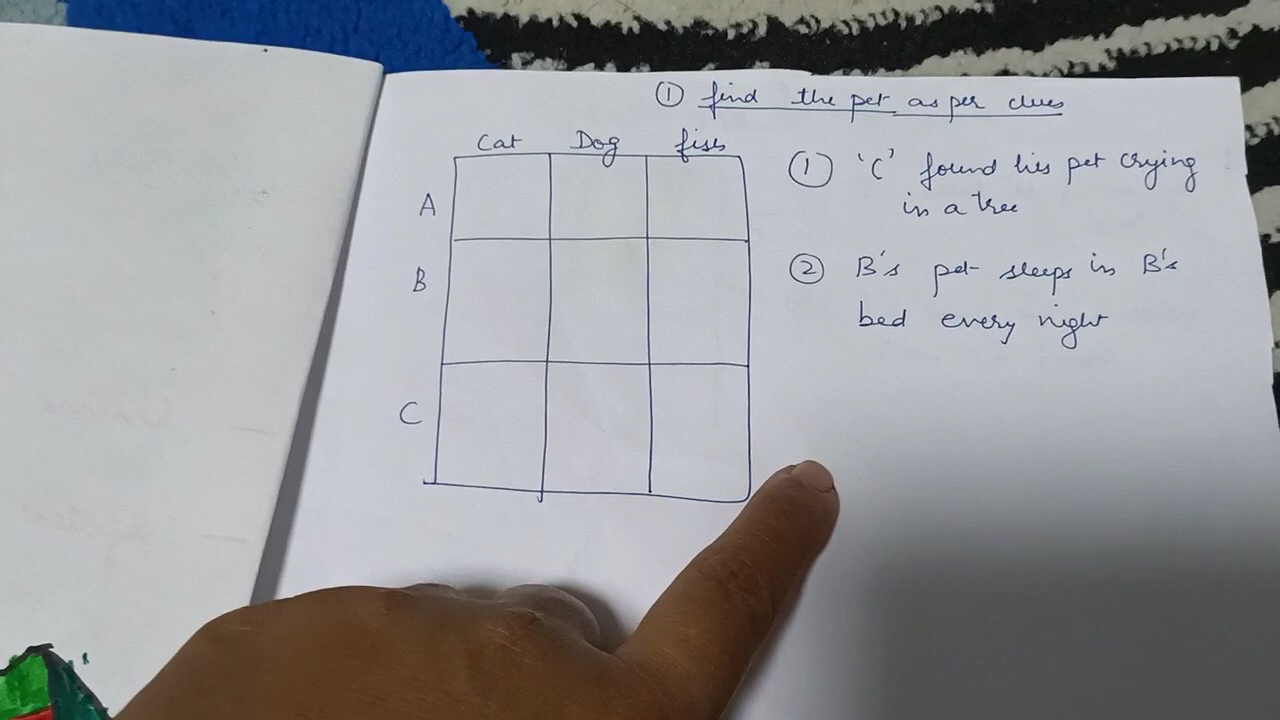 ① find the pet as per clues
Cat Dog fish
A
B
C
① 'C' found his pet crying
in a tree
② B's pet sleeps in B's
bed every night